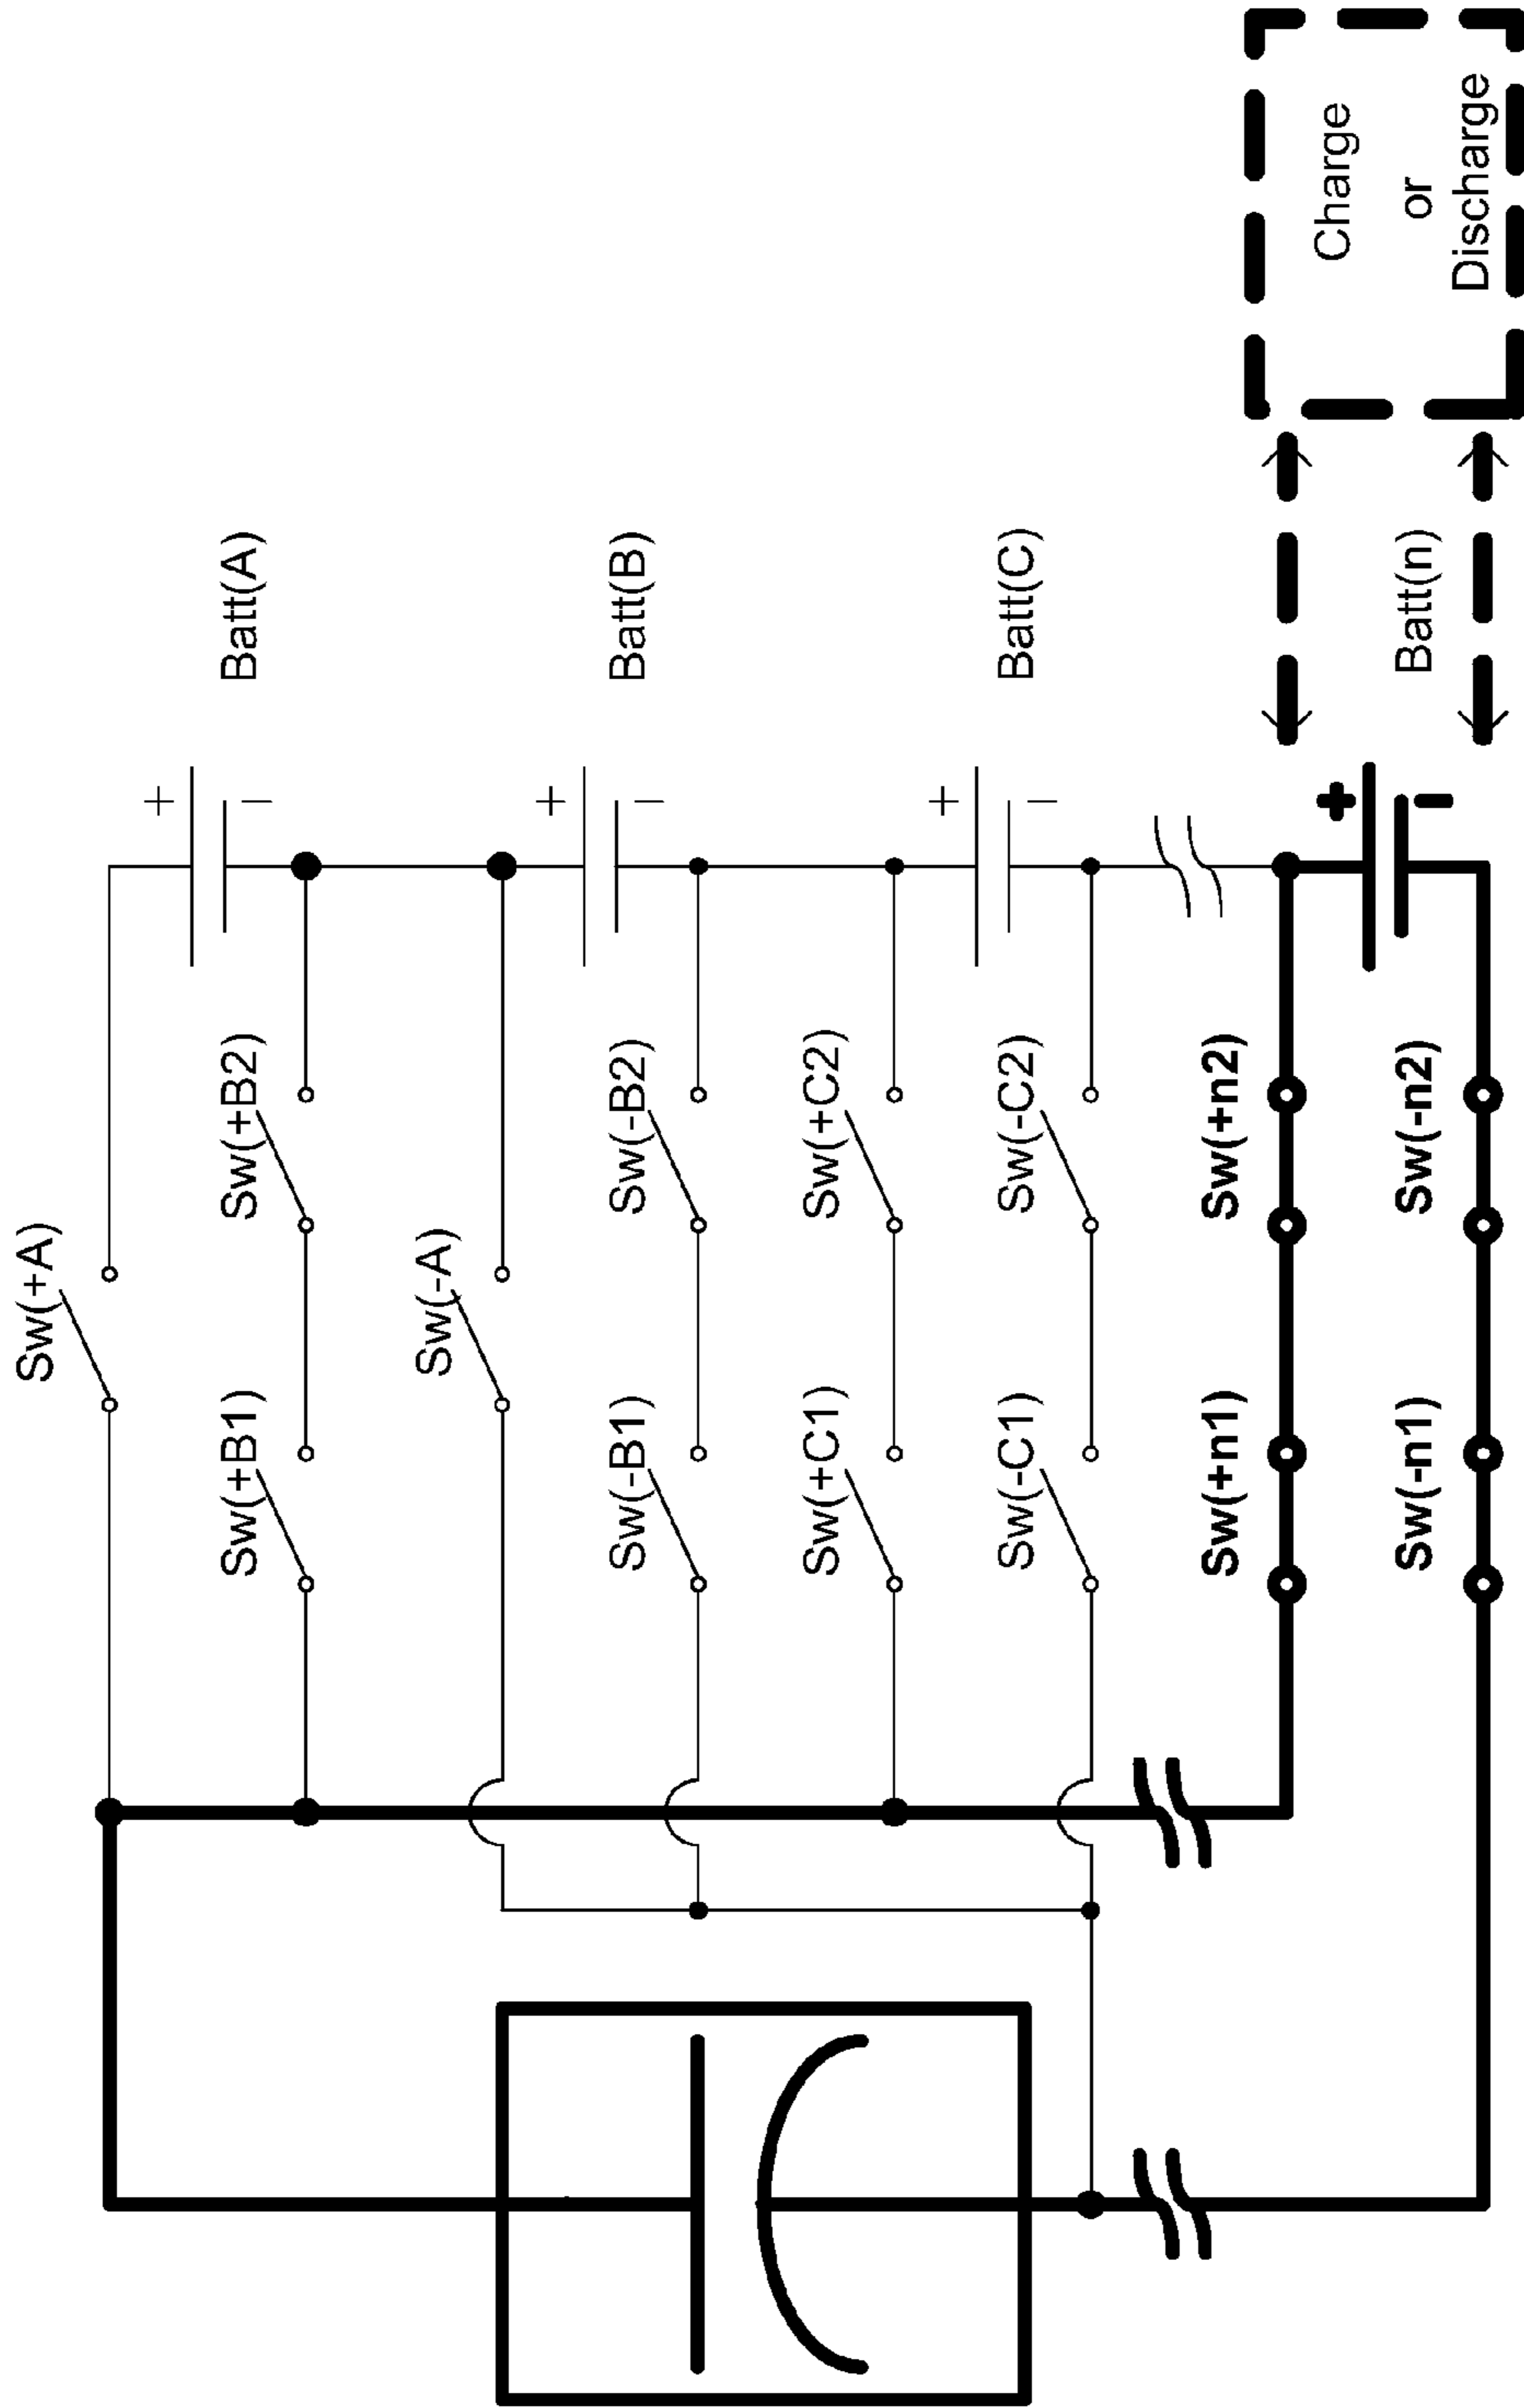 Sw(+A)
Batt(A)
+
−
Sw(+B1)
Sw(+B2)
Sw(-A)
Batt(B)
+
−
Sw(-B1)
Sw(-B2)
Sw(+C1)
Sw(+C2)
Batt(C)
+
−
Sw(-C1)
Sw(-C2)
Sw(+n1)
Sw(+n2)
+
−
Batt(n)
Sw(-n1)
Sw(-n2)
Charge
or
Discharge